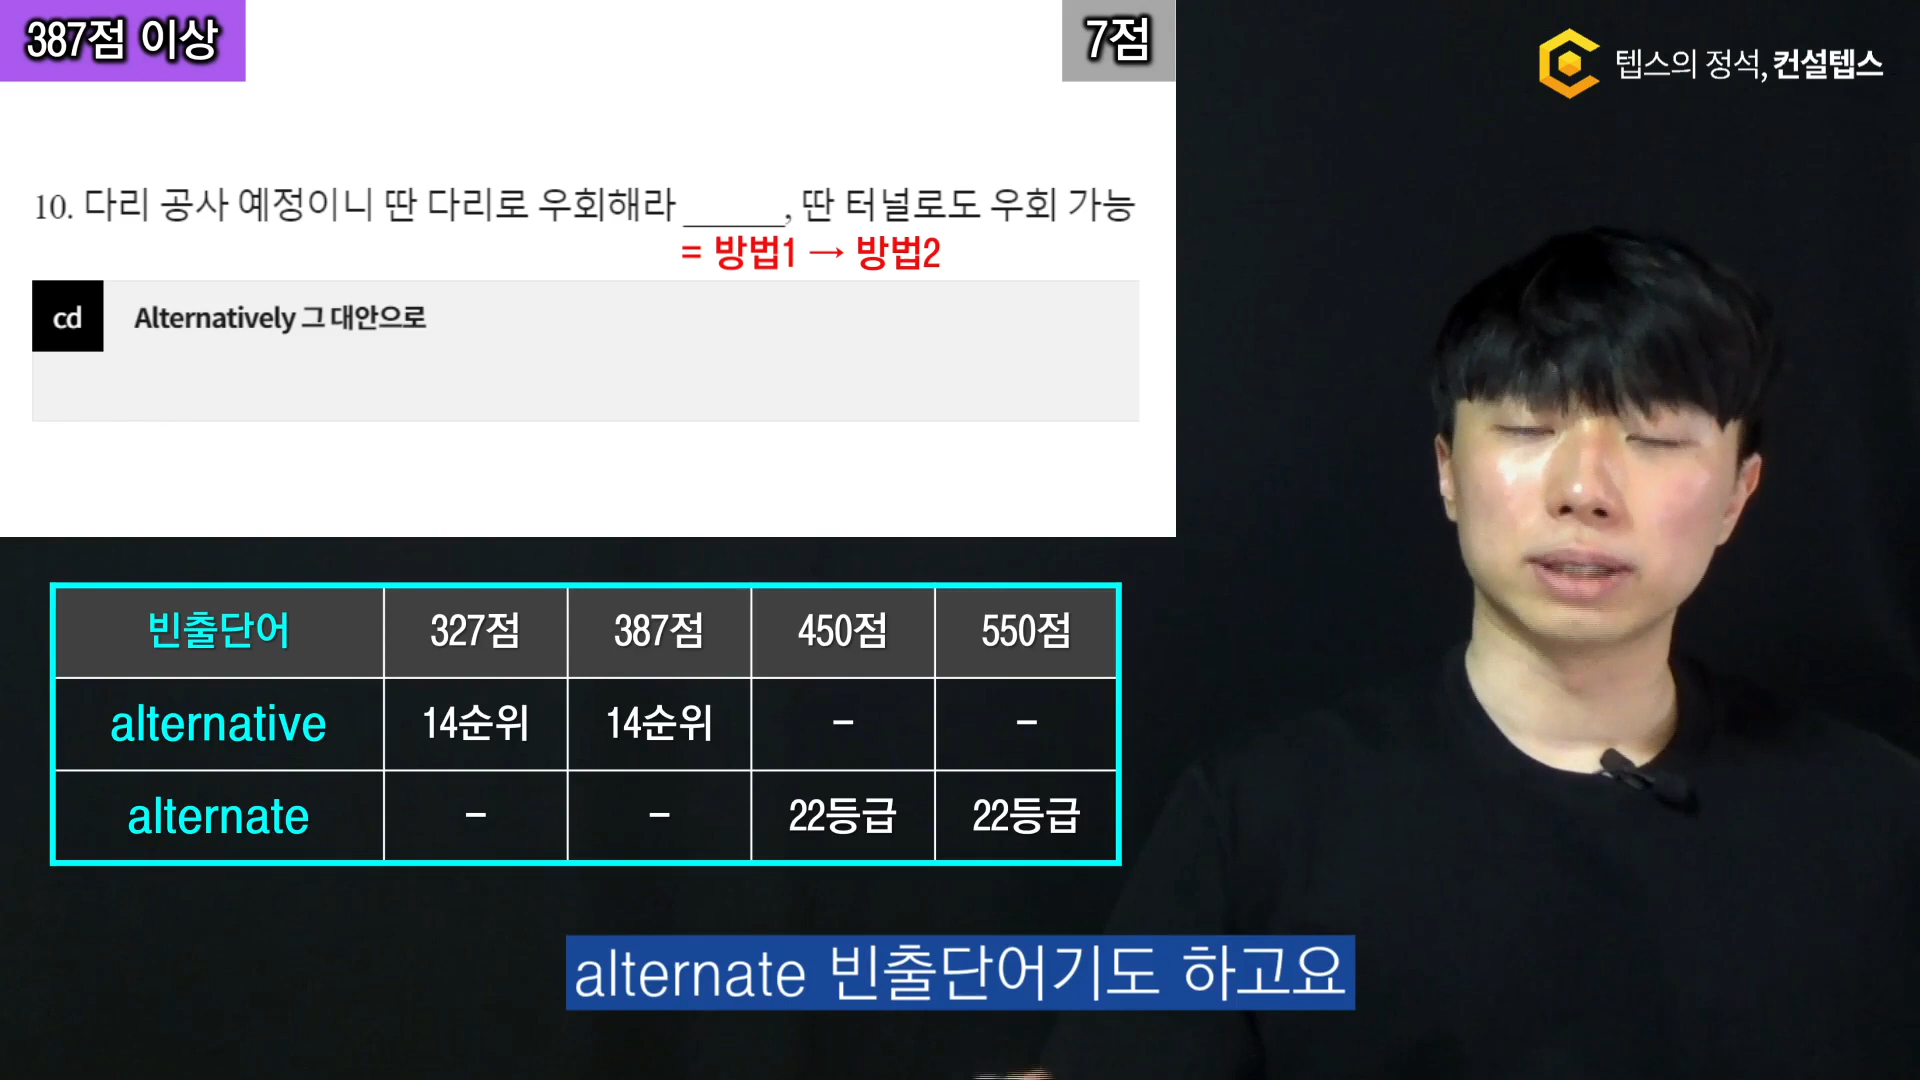 387점 이상
7점
텝스의 정석, 컨설텝스
10. 다리 공사 예정이니 딴 다리로 우회해라 ______, 딴 터널로도 우회 가능
= 방법1 → 방법2
cd
Alternatively 그 대안으로
빈출단어 327점 387점 450점 550점
alternative 14순위 14순위 - -
alternate - - 22등급 22등급
alternate 빈출단어기도 하고요